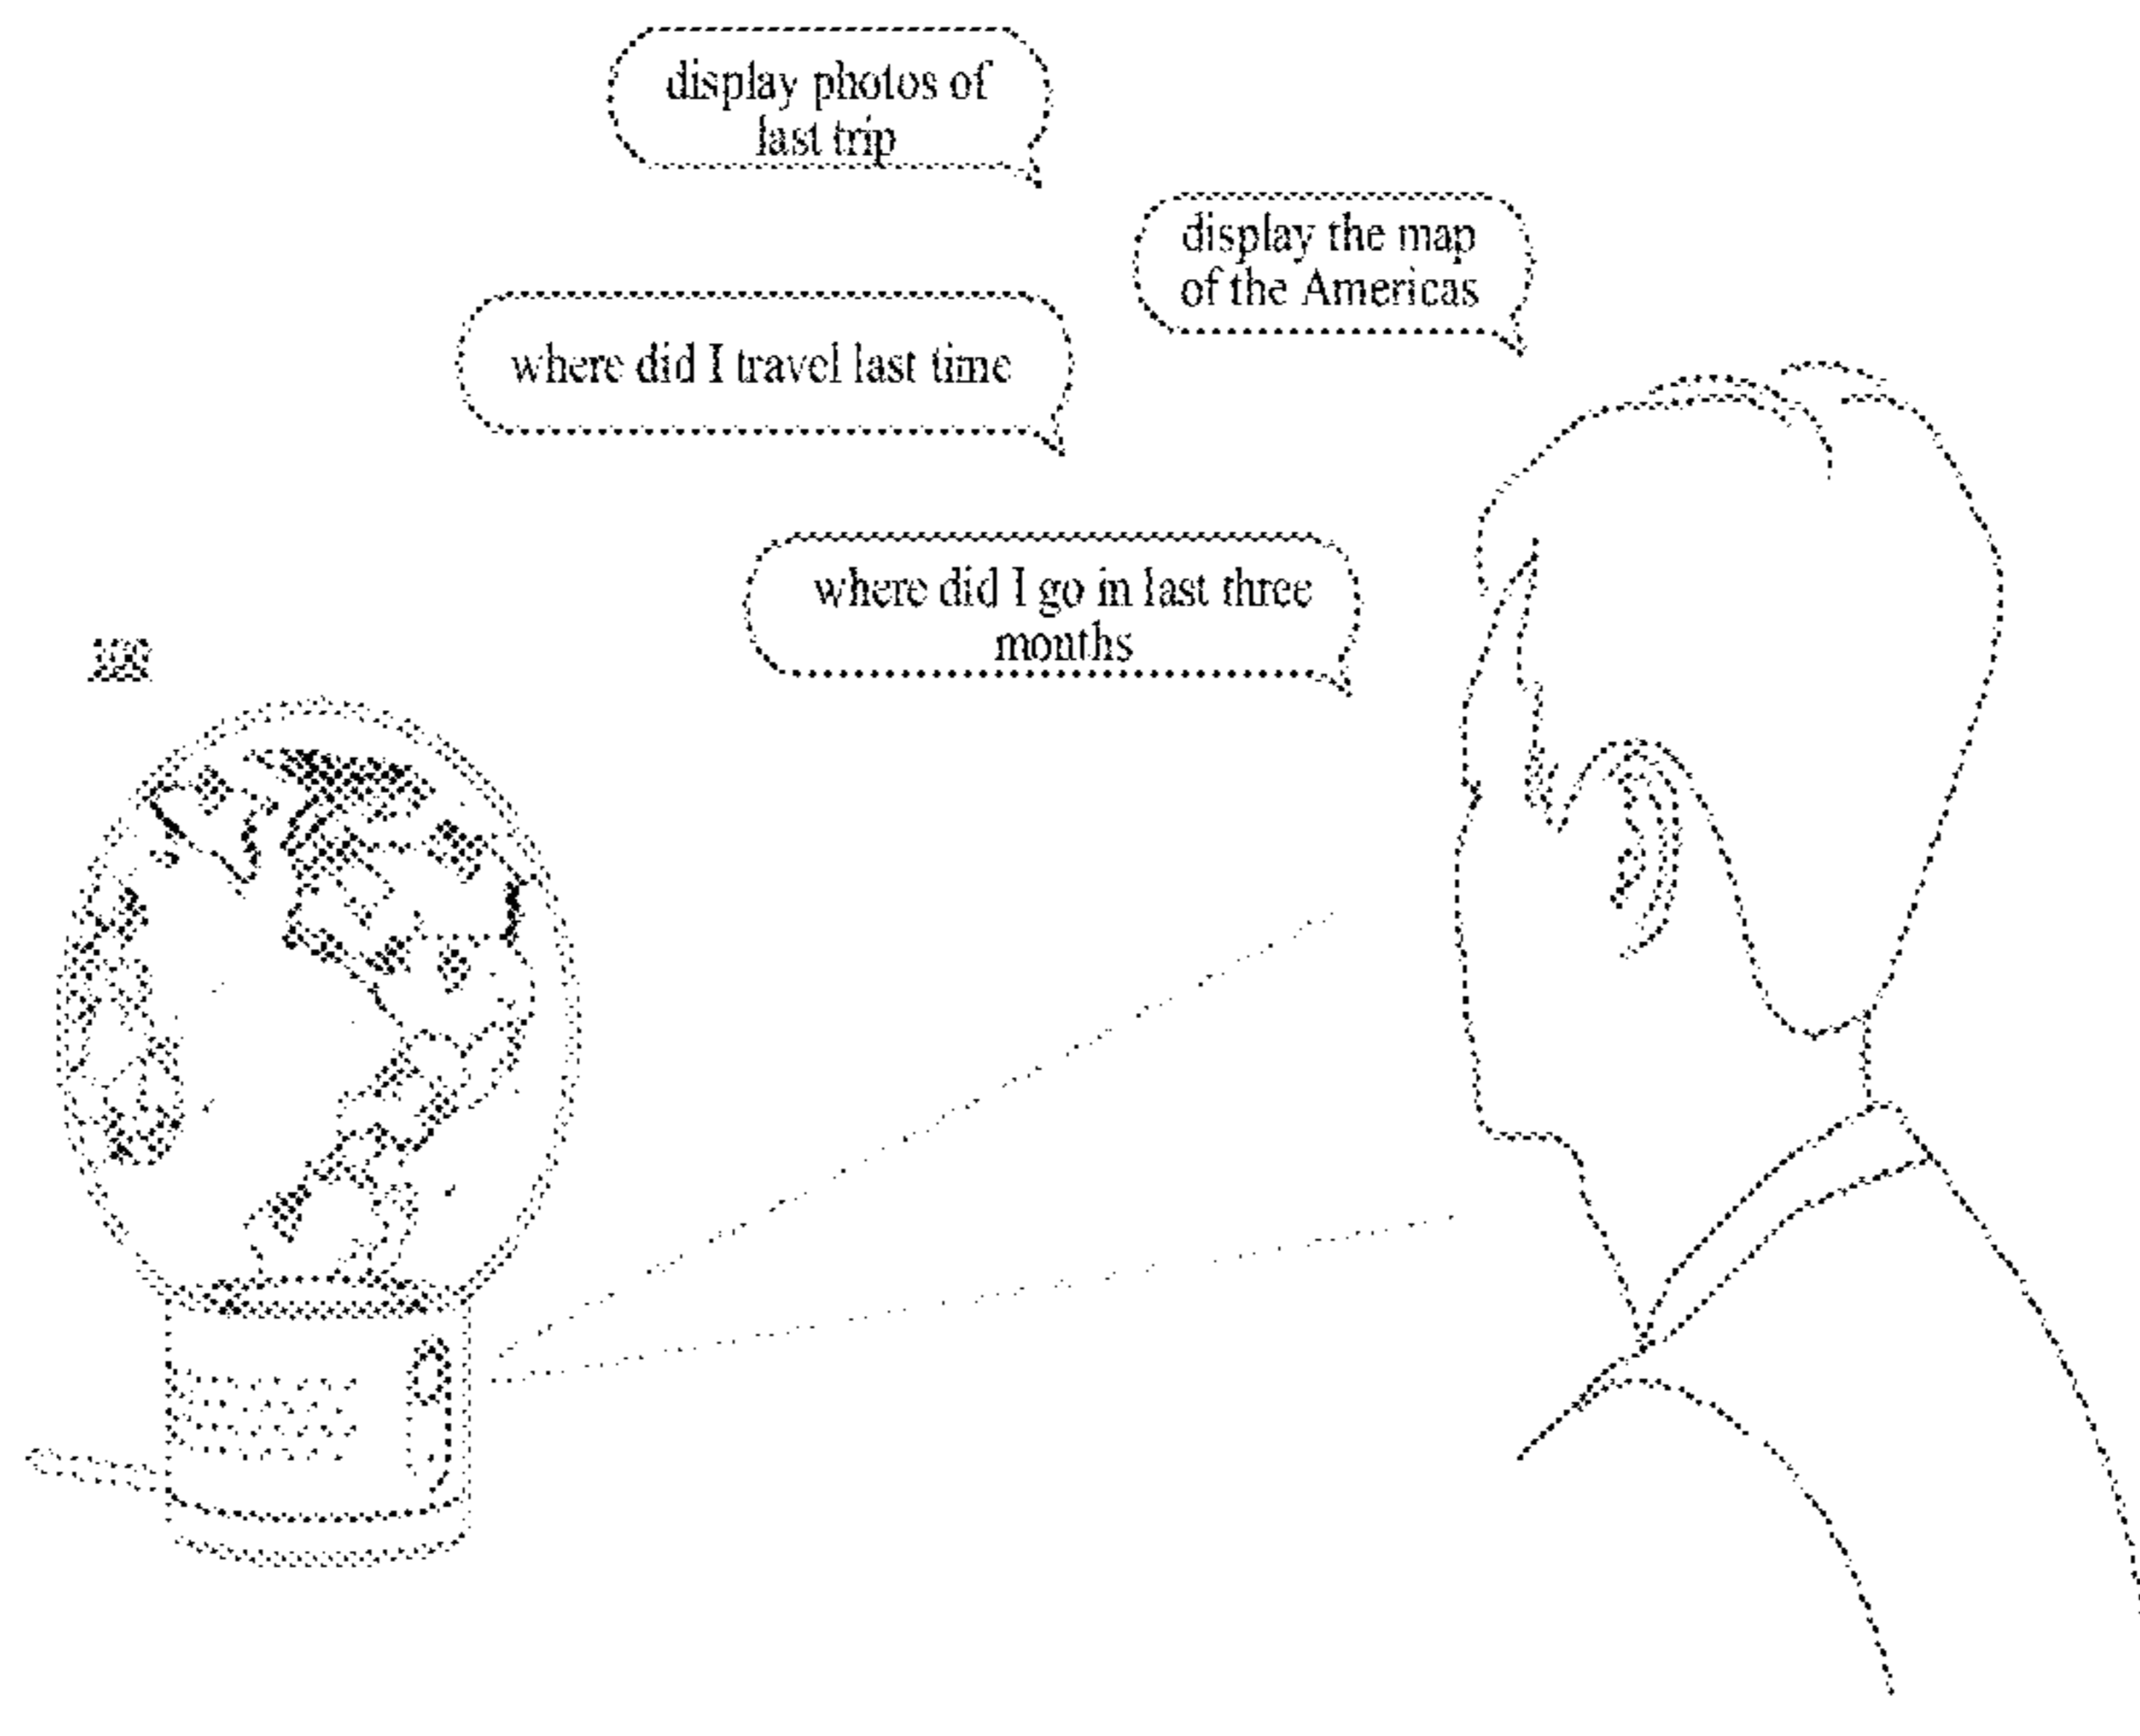 display photos of
last trip
display the map
of the Americas
where did I travel last time
where did I go in last three
months